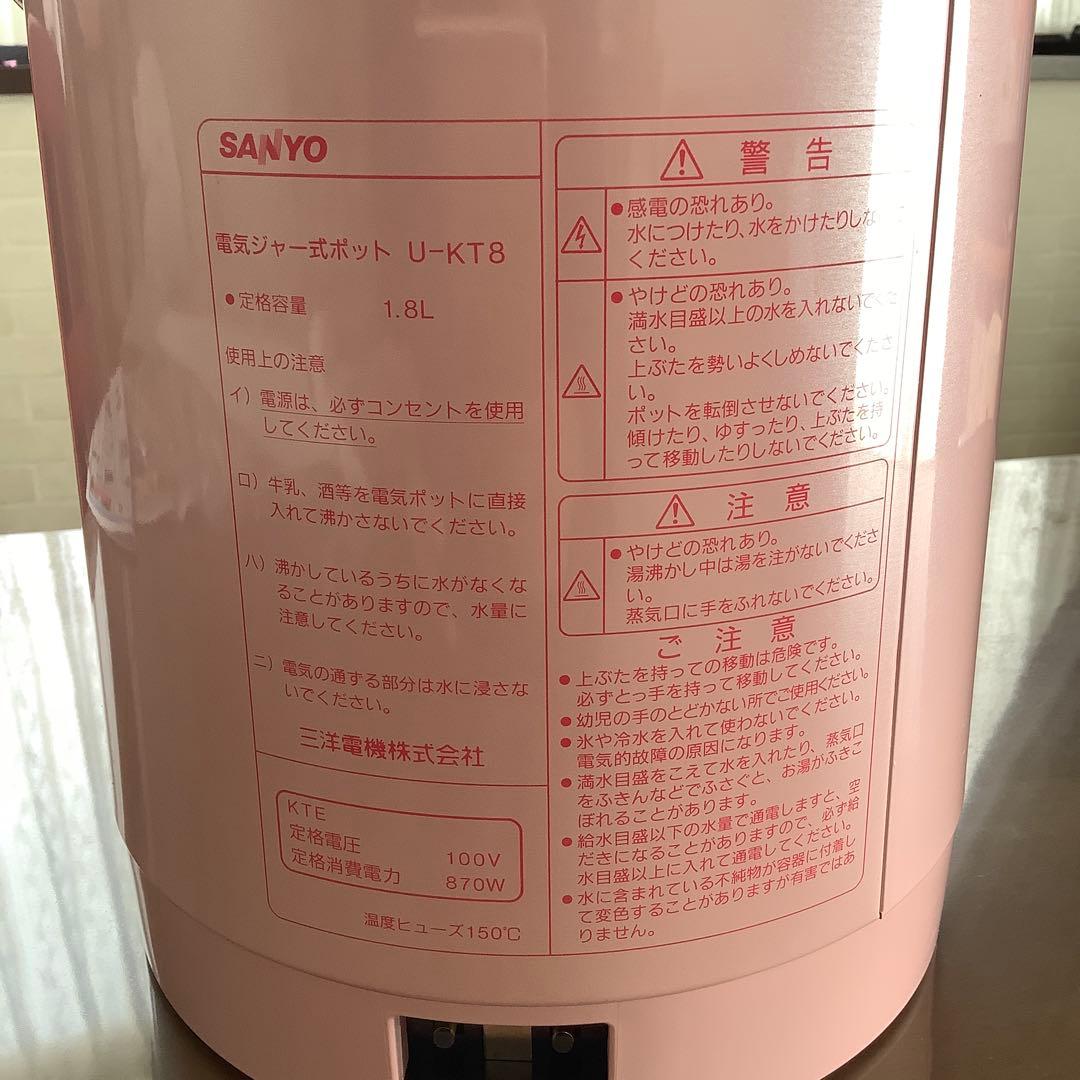 SANYO
電気ジャー式ポット U-KT8
●定格容量 1.8L
使用上の注意
イ）電源は、必ずコンセントを使用
してください。
ロ）牛乳、酒等を電気ポットに直接
入れて沸かさないでください。
ハ）沸かしているうちに水がなくな
ることがありますので、水量に
注意してください。
ニ）電気の通ずる部分は水に浸さな
いでください。
三洋電機株式会社
KTE
定格電圧 100V
定格消費電力 870W
温度ヒューズ150℃
警告
●感電の恐れあり。
水につけたり、水をかけたりしな
ください。
●やけどの恐れあり。
満水目盛以上の水を入れないでくだ
さい。
上ぶたを勢いよくしめないでくださ
い。
ポットを転倒させないでください。
傾けたり、ゆすったり、上ぶたを持
って移動したりしないでください。
注意
●やけどの恐れあり。
湯沸かし中は湯を注がないでくださ
い。
蒸気口に手をふれないでください。
ご注意
●上ぶたを持っての移動は危険です。
必ずとっ手を持って移動してください。
●幼児の手のとどかない所でご使用ください。
●氷や冷水を入れて使わないでください。
電気的故障の原因になります。
●満水目盛をこえて水を入れたり、蒸気口
をふきんなどでふさぐと、お湯がふきこ
ぼれることがあります。
●給水目盛以下の水量で通電しますと、空
だきになることがありますので、必ず給
水目盛以上に入れて通電してください。
●水に含まれている不純物が容器に付着し
て変色することがありますが有害ではあ
りません。